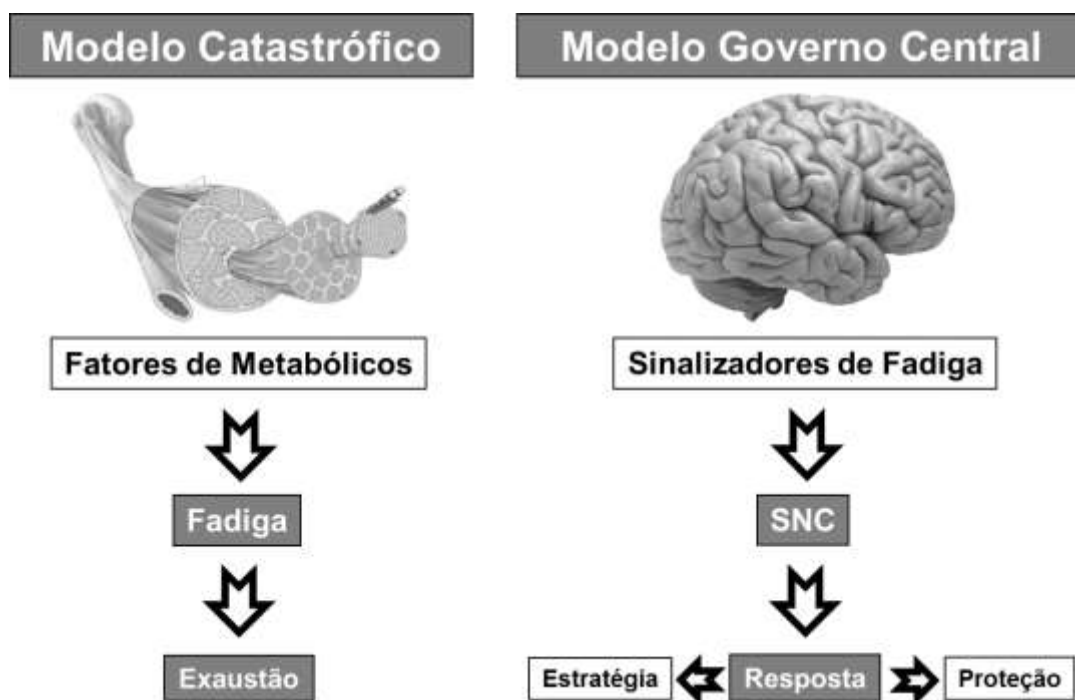 Modelo Catastrófico
Fatores de Metabólicos
Fadiga
Exaustão
Modelo Governo Central
Sinalizadores de Fadiga
SNC
Estratégia
Resposta
Proteção